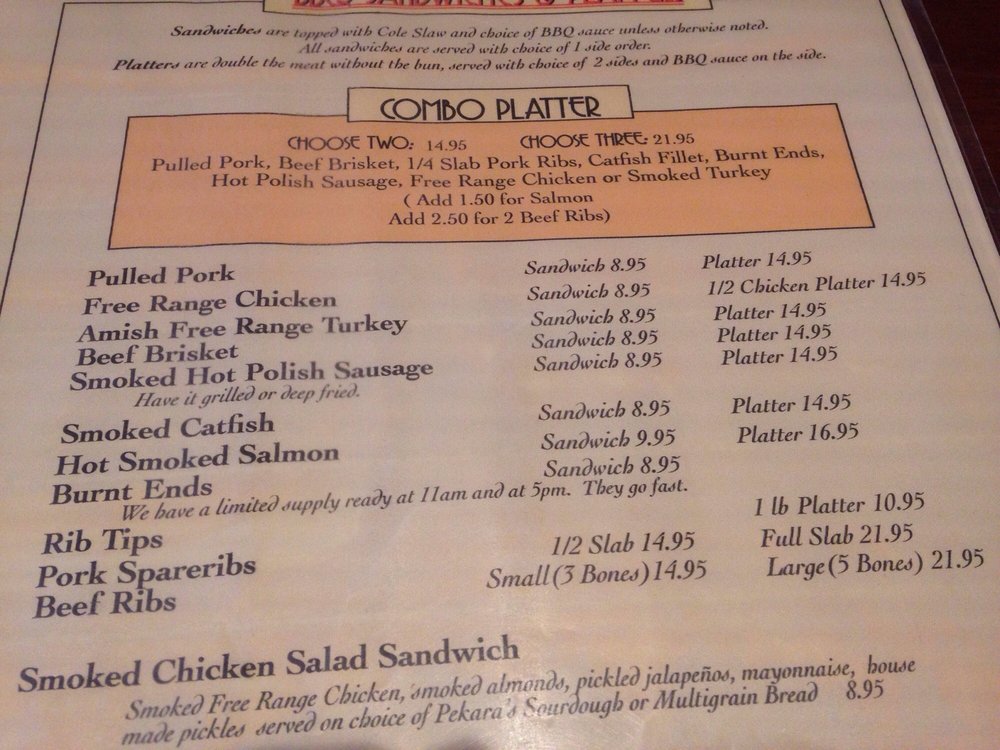 BBQ SANDWICHES & PLATTER
Sandwiches are topped with Cole Slaw and choice of BBQ sauce unless otherwise noted.
All sandwiches are served with choice of 1 side order.
Platters are double the meat without the bun, served with choice of 2 sides and BBQ sauce on the side.
COMBO PLATTER
CHOOSE TWO: 14.95 CHOOSE THREE: 21.95
Pulled Pork, Beef Brisket, 1/4 Slab Pork Ribs, Catfish Fillet, Burnt Ends,
Hot Polish Sausage, Free Range Chicken or Smoked Turkey
( Add 1.50 for Salmon
Add 2.50 for 2 Beef Ribs)
Pulled Pork Sandwich 8.95 Platter 14.95
Free Range Chicken Sandwich 8.95 1/2 Chicken Platter 14.95
Amish Free Range Turkey Sandwich 8.95 Platter 14.95
Beef Brisket Sandwich 8.95 Platter 14.95
Smoked Hot Polish Sausage Sandwich 8.95 Platter 14.95
Have it grilled or deep fried.
Smoked Catfish Sandwich 8.95 Platter 14.95
Hot Smoked Salmon Sandwich 9.95 Platter 16.95
Burnt Ends Sandwich 8.95
We have a limited supply ready at 11am and at 5pm. They go fast.
Rib Tips 1 lb Platter 10.95
Pork Spareribs 1/2 Slab 14.95 Full Slab 21.95
Beef Ribs Small (3 Bones) 14.95 Large (5 Bones) 21.95
Smoked Chicken Salad Sandwich
Smoked Free Range Chicken, smoked almonds, pickled jalapeños, mayonnaise, house
made pickles served on choice of Pekara's Sourdough or Multigrain Bread 8.95